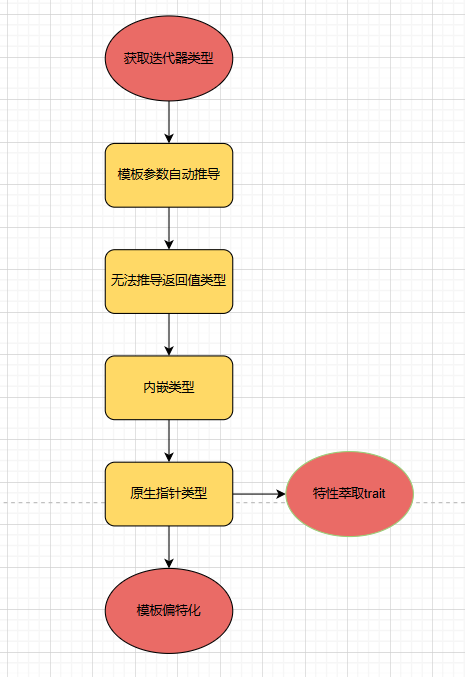 获取迭代器类型
模板参数自动推导
无法推导返回值类型
内嵌类型
原生指针类型
特性萃取trait
模板偏特化